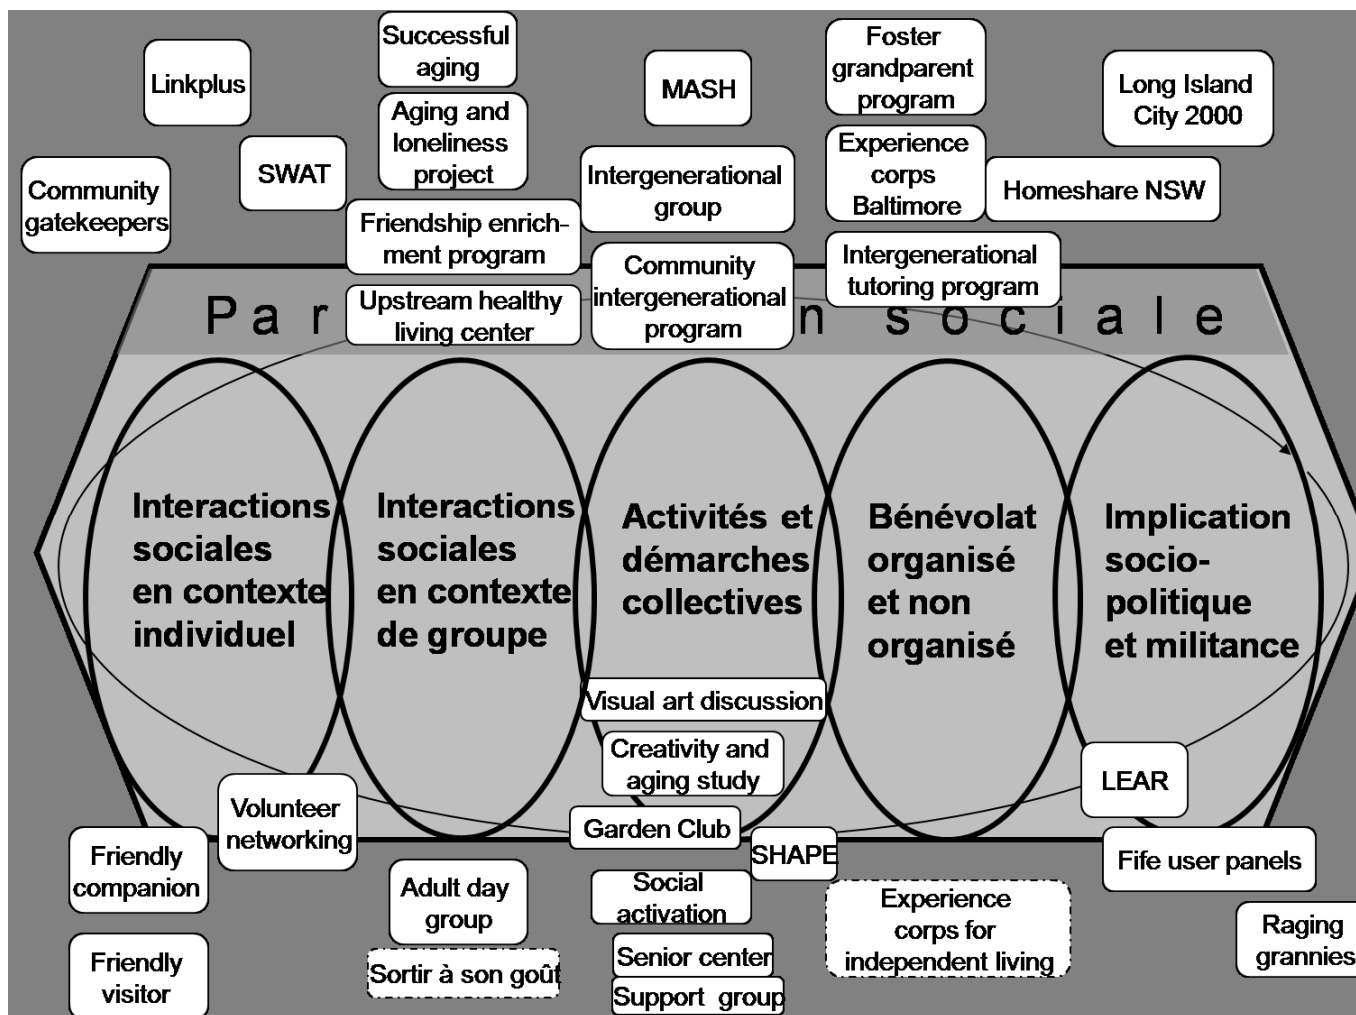 Linkplus
Successful
aging
MASH
Foster
grandparent
program
Long Island
City 2000
Community
gatekeepers
SWAT
Aging and
loneliness
project
Intergenerational
group
Experience
corps
Baltimore
Homeshare NSW
Friendship enrich-
ment program
Community
intergenerational
program
Intergenerational
tutoring program
Upstream healthy
living center
Par n sociale
Interactions
sociales
en contexte
individuel
Interactions
sociales
en contexte
de groupe
Activités et
démarches
collectives
Bénévolat
organisé
et non
organisé
Implication
socio-
politique
et militance
Visual art discussion
Creativity and
aging study
Garden Club
SHAPE
LEAR
Volunteer
networking
Friendly
companion
Fife user panels
Adult day
group
Social
activation
Experience
corps for
independent living
Raging
grannies
Friendly
visitor
Sortir à son goût
Senior center
Support group